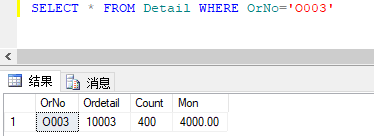 SELECT * FROM Detail WHERE OrNo='O003'
结果 消息
OrNo Ordetail Count Mon
1 O003 10003 400 4000.00